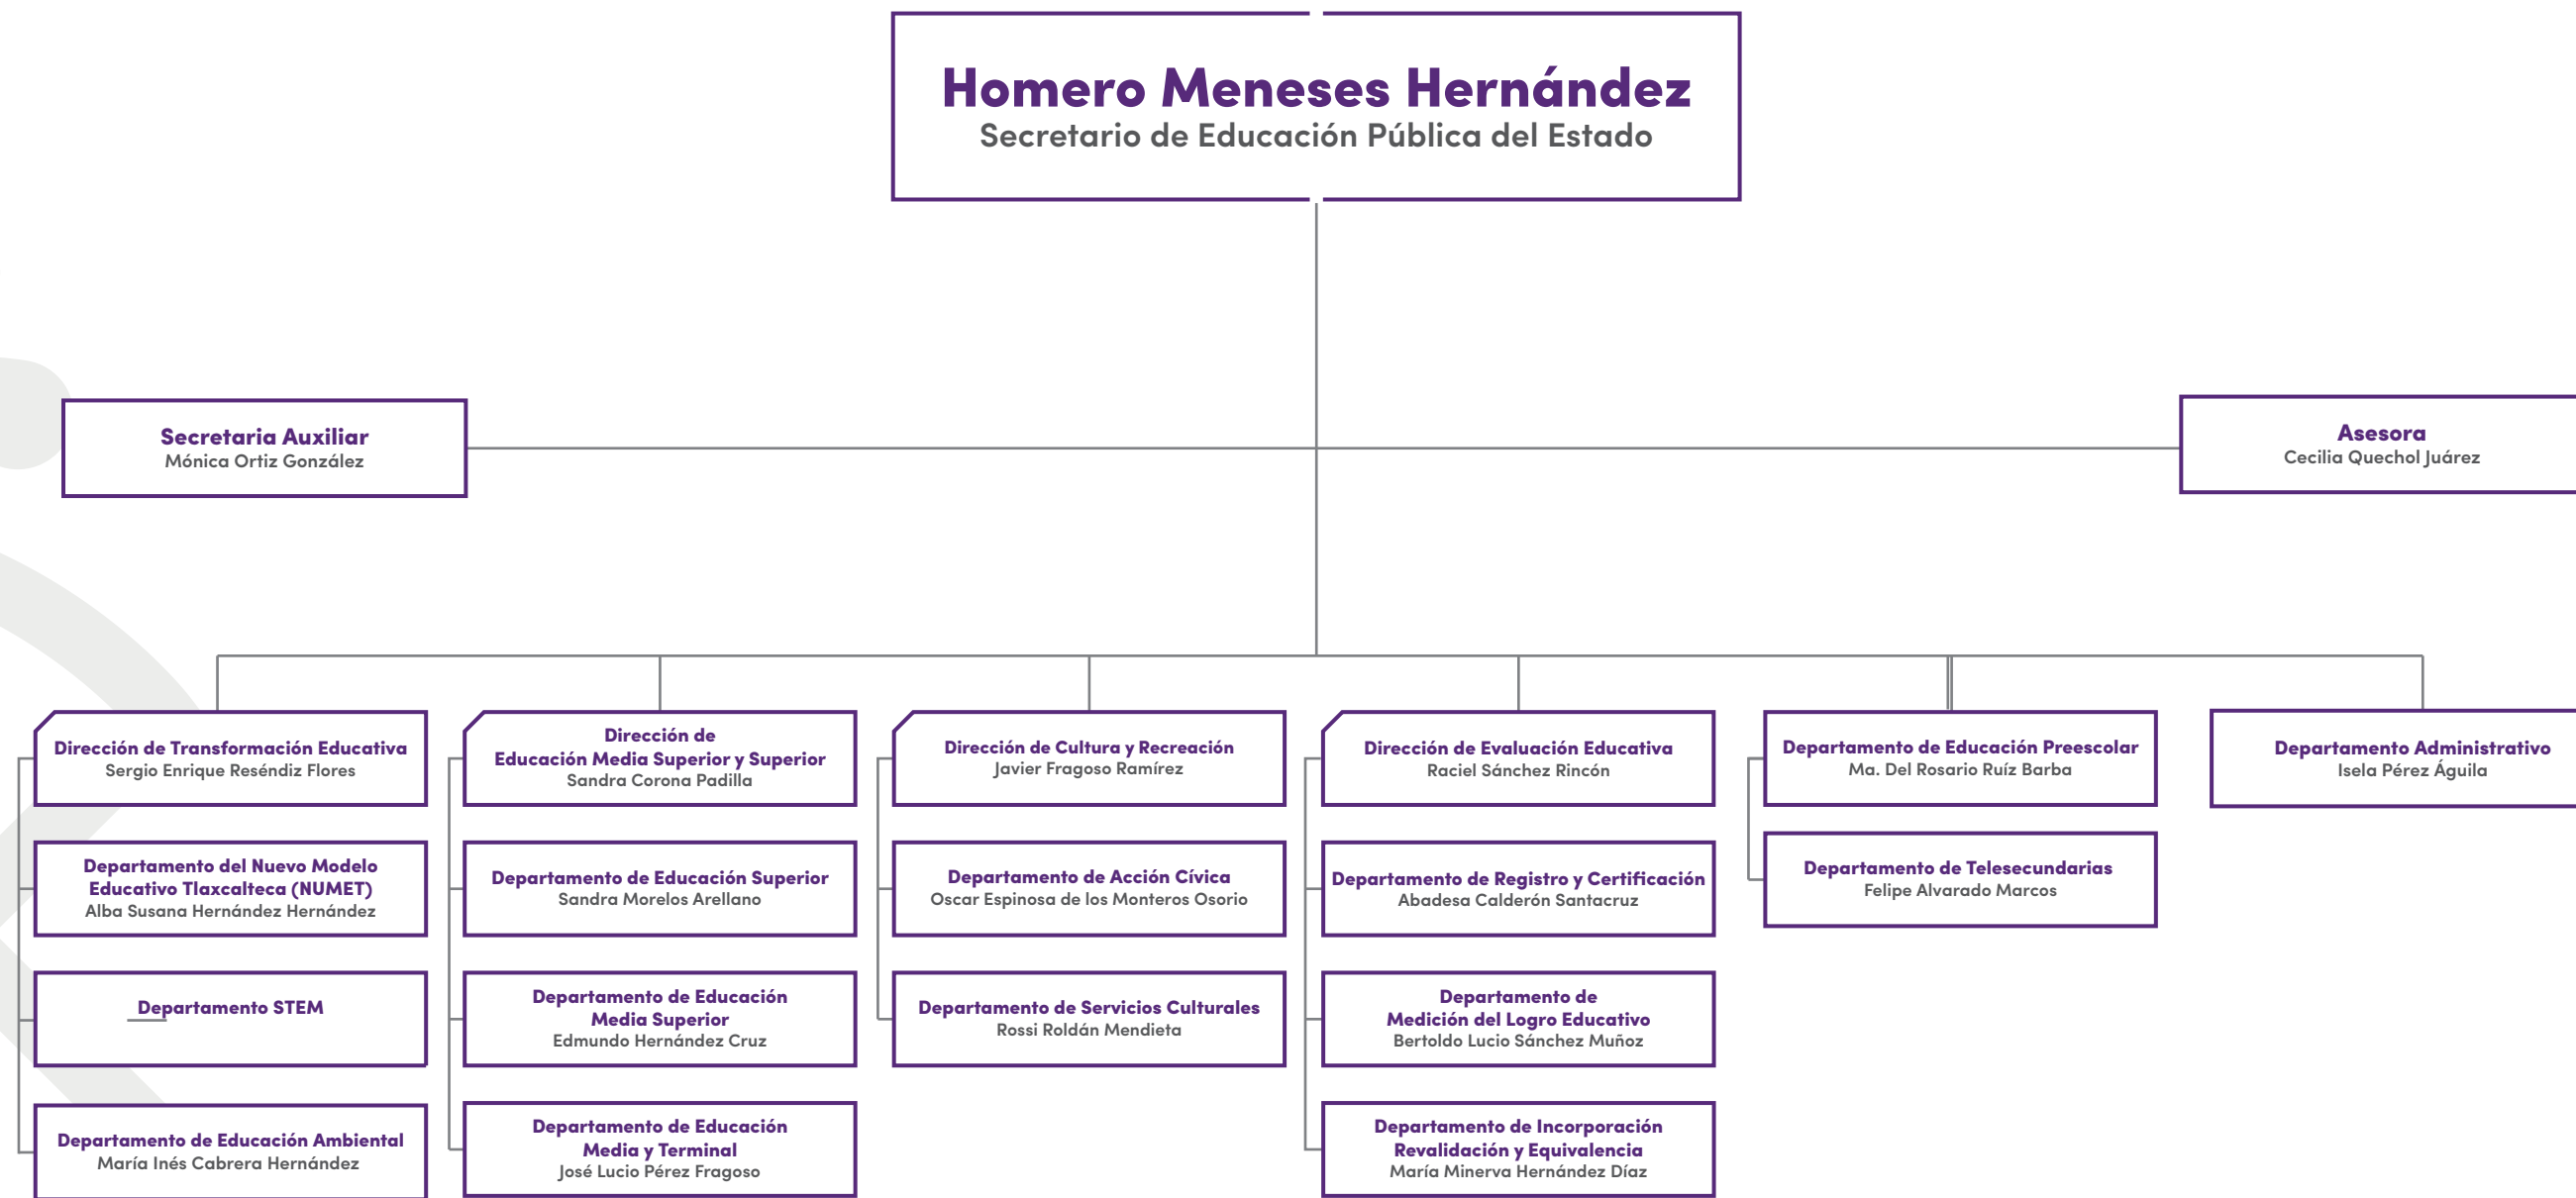 Homero Meneses Hernández
Secretario de Educación Pública del Estado
Secretaria Auxiliar
Mónica Ortiz González
Asesora
Cecilia Quechol Juárez
Dirección de Transformación Educativa
Sergio Enrique Reséndiz Flores
Departamento del Nuevo Modelo
Educativo Tlaxcalteca (NUMET)
Alba Susana Hernández Hernández
Departamento STEM
Departamento de Educación Ambiental
María Inés Cabrera Hernández
Dirección de
Educación Media Superior y Superior
Sandra Corona Padilla
Departamento de Educación Superior
Sandra Morelos Arellano
Departamento de Educación
Media Superior
Edmundo Hernández Cruz
Departamento de Educación
Media y Terminal
José Lucio Pérez Fragoso
Dirección de Cultura y Recreación
Javier Fragoso Ramírez
Departamento de Acción Cívica
Oscar Espinosa de los Monteros Osorio
Departamento de Servicios Culturales
Rossi Roldán Mendieta
Dirección de Evaluación Educativa
Raciel Sánchez Rincón
Departamento de Registro y Certificación
Abadesa Calderón Santacruz
Departamento de
Medición del Logro Educativo
Bertoldo Lucio Sánchez Muñoz
Departamento de Incorporación
Revalidación y Equivalencia
María Minerva Hernández Díaz
Departamento de Educación Preescolar
Ma. Del Rosario Ruíz Barba
Departamento de Telesecundarias
Felipe Alvarado Marcos
Departamento Administrativo
Isela Pérez Águila